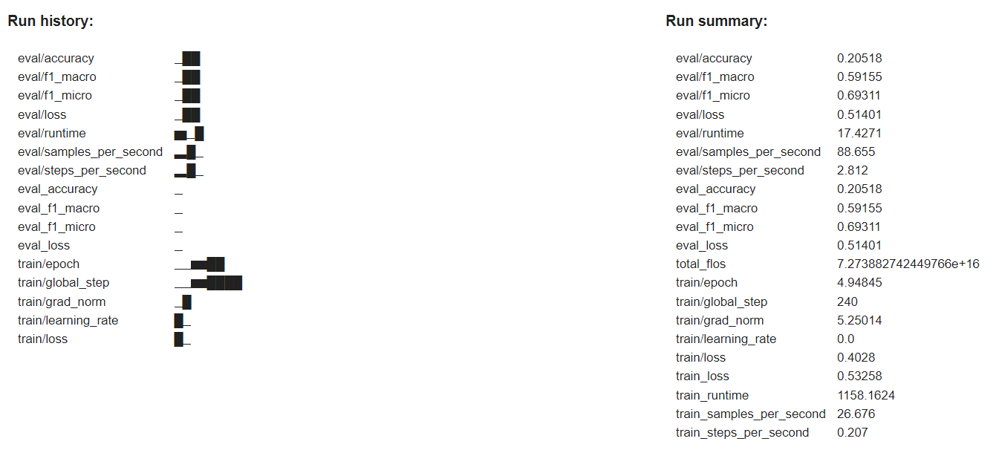 Run history:
eval/accuracy
eval/f1_macro
eval/f1_micro
eval/loss
eval/runtime
eval/samples_per_second
eval/steps_per_second
eval_accuracy
eval_f1_macro
eval_f1_micro
eval_loss
train/epoch
train/global_step
train/grad_norm
train/learning_rate
train/loss
Run summary:
eval/accuracy 0.20518
eval/f1_macro 0.59155
eval/f1_micro 0.69311
eval/loss 0.51401
eval/runtime 17.4271
eval/samples_per_second 88.655
eval/steps_per_second 2.812
eval_accuracy 0.20518
eval_f1_macro 0.59155
eval_f1_micro 0.69311
eval_loss 0.51401
total_flos 7.273882742449766e+16
train/epoch 4.94845
train/global_step 240
train/grad_norm 5.25014
train/learning_rate 0.0
train/loss 0.4028
train_loss 0.53258
train_runtime 1158.1624
train_samples_per_second 26.676
train_steps_per_second 0.207